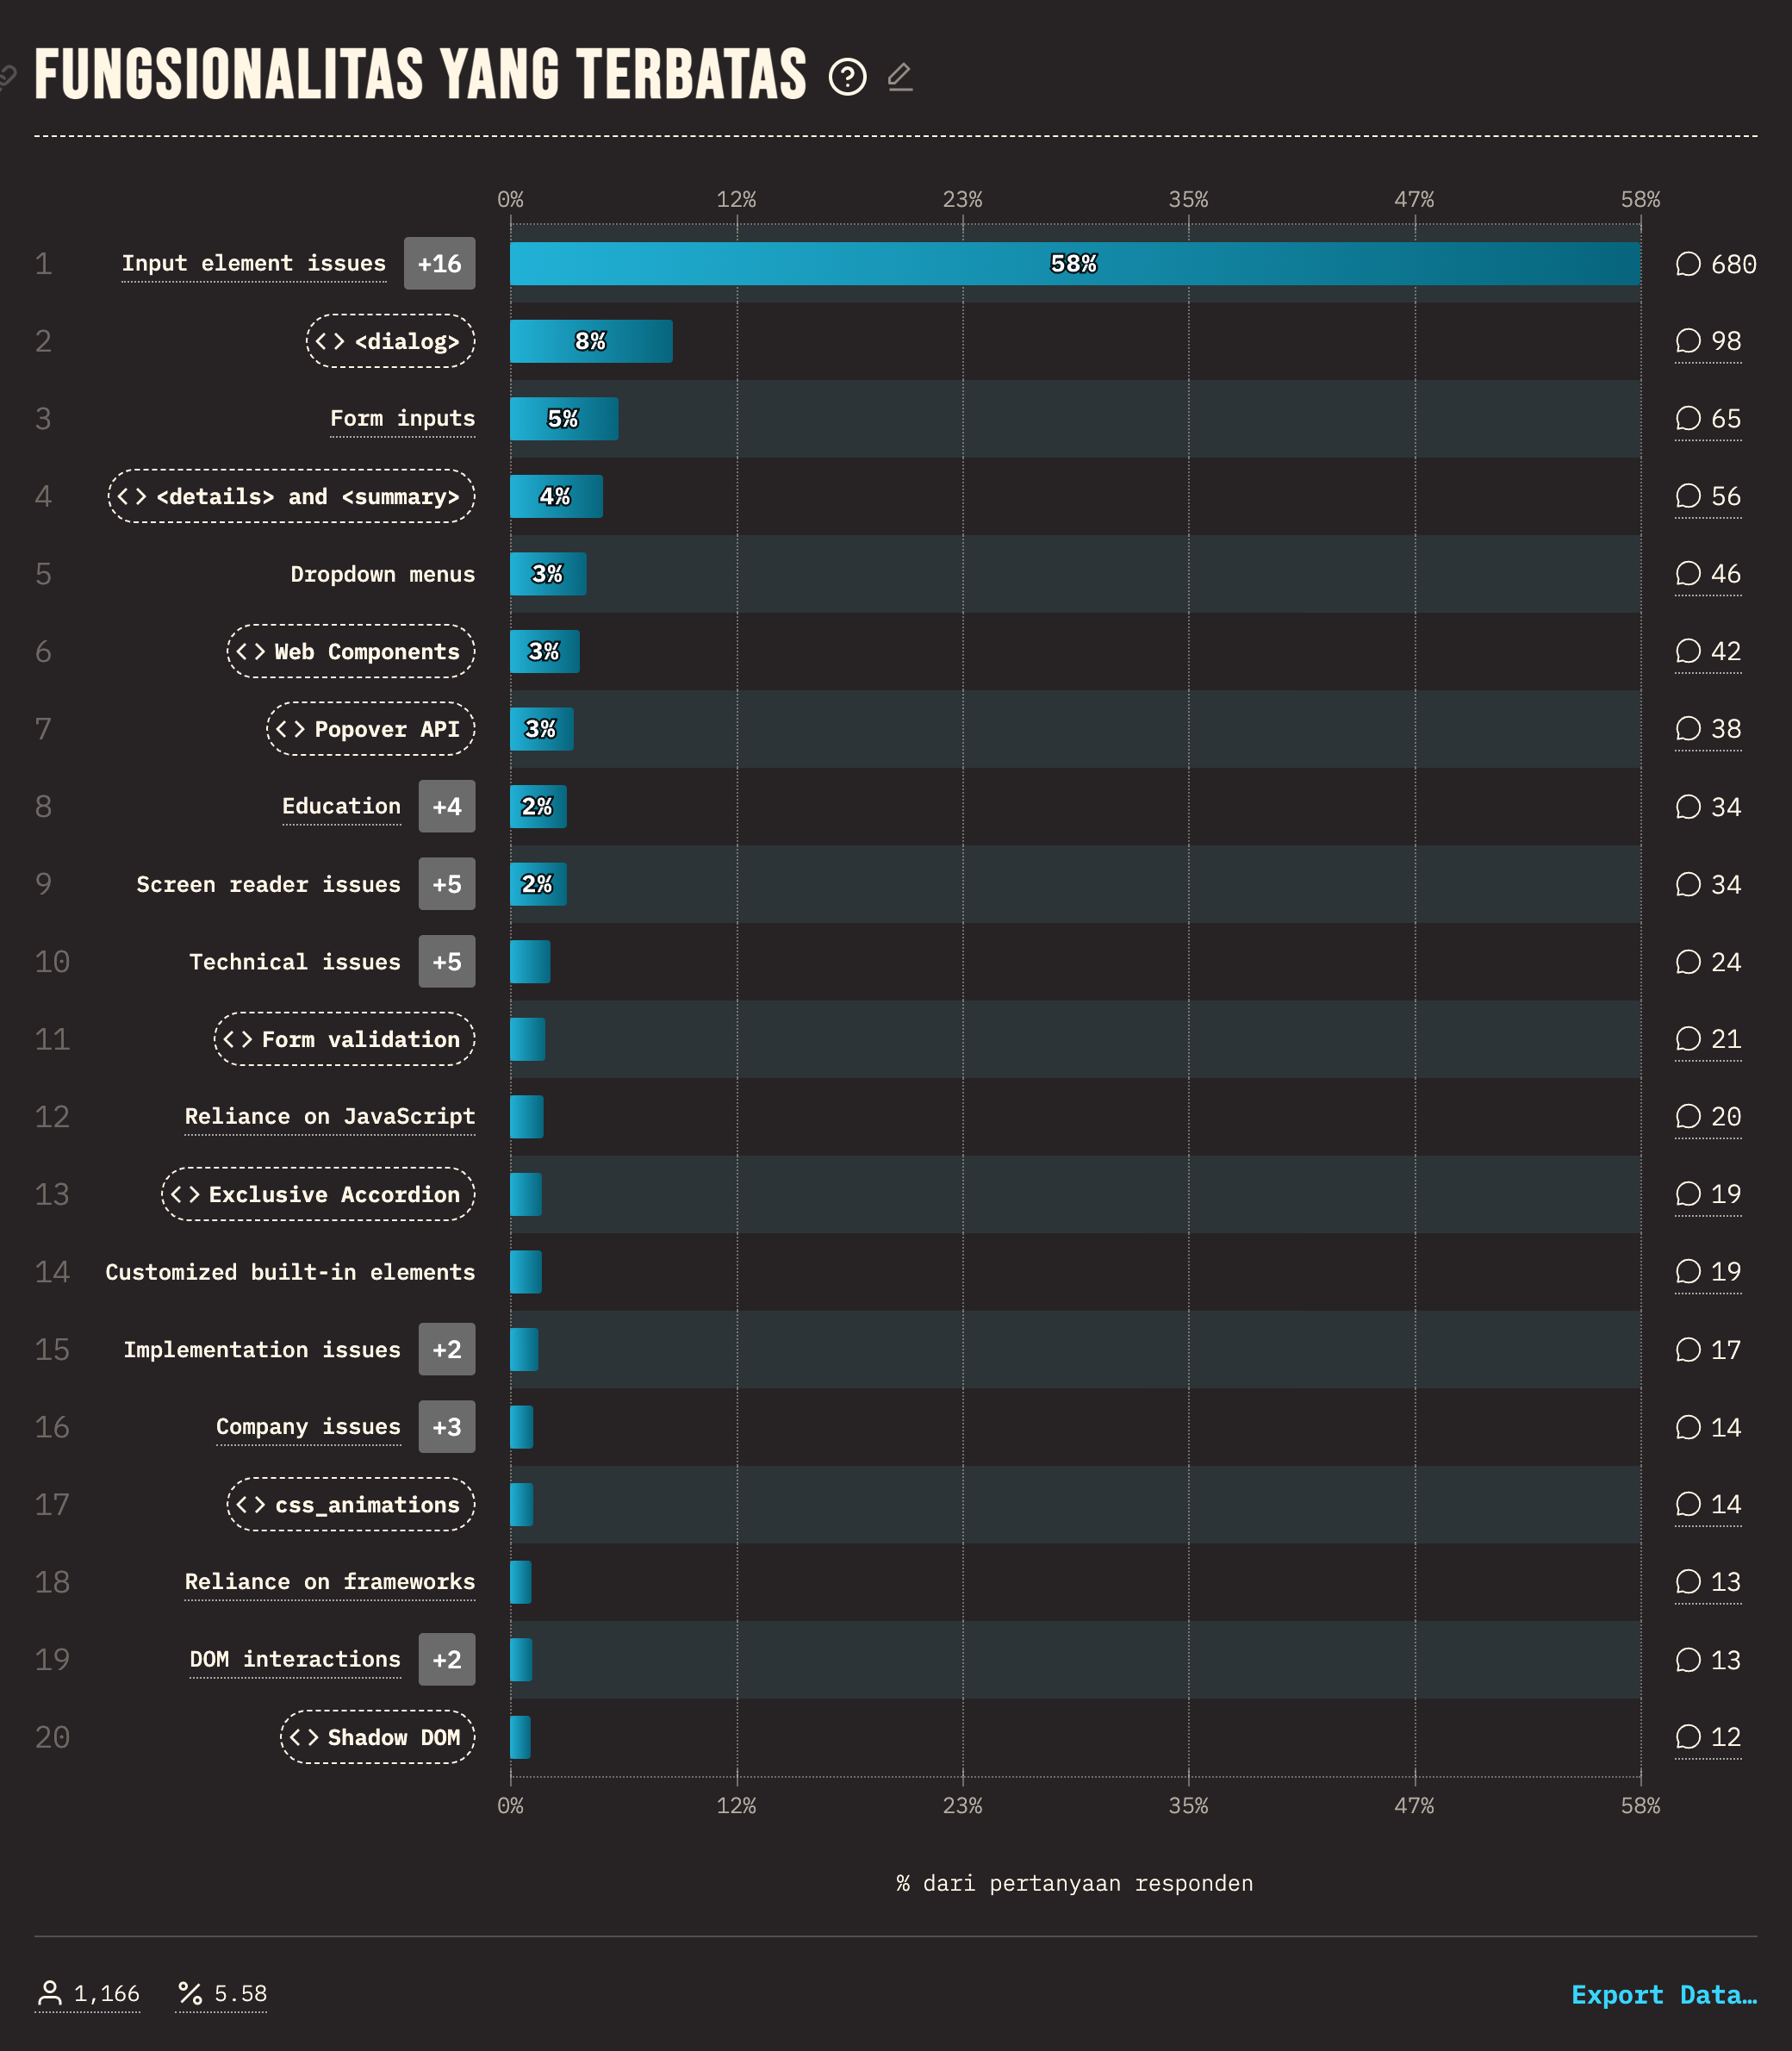 FUNGSIONALITAS YANG TERBATAS
0% 12% 23% 35% 47% 58%
1 Input element issues +16 58% 680
2 <> <dialog> 8% 98
3 Form inputs 5% 65
4 <> <details> and <summary> 4% 56
5 Dropdown menus 3% 46
6 <> Web Components 3% 42
7 <> Popover API 3% 38
8 Education +4 2% 34
9 Screen reader issues +5 2% 34
10 Technical issues +5 24
11 <> Form validation 21
12 Reliance on JavaScript 20
13 <> Exclusive Accordion 19
14 Customized built-in elements 19
15 Implementation issues +2 17
16 Company issues +3 14
17 <> css_animations 14
18 Reliance on frameworks 13
19 DOM interactions +2 13
20 <> Shadow DOM 12
0% 12% 23% 35% 47% 58%
% dari pertanyaan responden
1,166 % 5.58 Export Data…